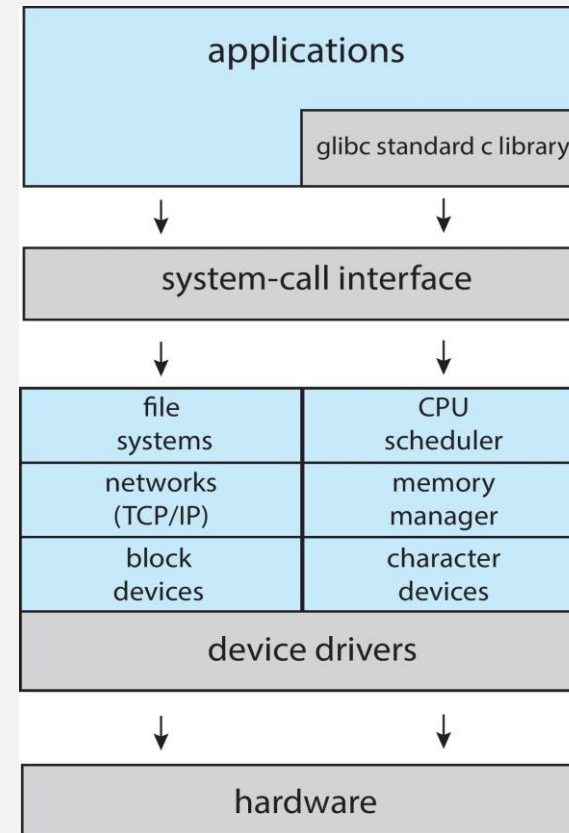 applications
glibc standard c library
system-call interface
file
systems
CPU
scheduler
networks
(TCP/IP)
memory
manager
block
devices
character
devices
device drivers
hardware